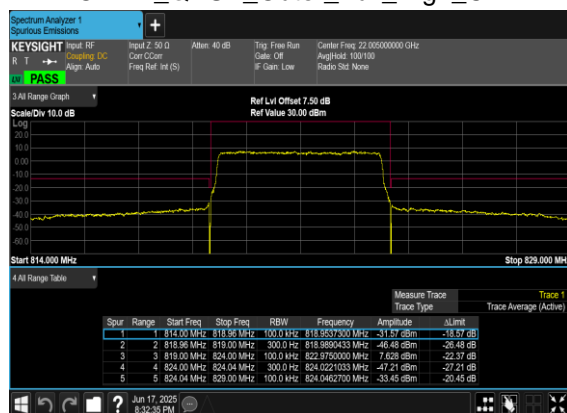 Spectrum Analyzer 1
Spurious Emissions
+
KEYSIGHT Input: RF Input Z: 50 Ω Atten: 40 dB Trig: Free Run Center Freq: 22.005000000 GHz
R T Coupling: DC Corr CCorr Gate: Off Avg|Hold: 100/100
Align: Auto Freq Ref: Int (S) IF Gain: Low Radio Std: None
PASS
3 All Range Graph
Ref Lvl Offset 7.50 dB
Scale/Div 10.0 dB Ref Value 30.00 dBm
Log
20.0
10.0
0.00
-10.0
-20.0
-30.0
-40.0
-50.0
-60.0
Start 814.000 MHz Stop 829.000 MH
4 All Range Table
Measure Trace Trace 1
Trace Type Trace Average (Active)
Spur Range Start Freq Stop Freq RBW Frequency Amplitude ΔLimit
1 1 814.00 MHz 818.96 MHz 100.0 kHz 818.9537300 MHz -31.57 dBm -18.57 dB
2 2 818.96 MHz 819.00 MHz 300.0 Hz 818.9890433 MHz -46.48 dBm -26.48 dB
3 3 819.00 MHz 824.00 MHz 100.0 kHz 822.9750000 MHz 7.628 dBm -22.37 dB
4 4 824.00 MHz 824.04 MHz 300.0 Hz 824.0221033 MHz -47.21 dBm -27.21 dB
5 5 824.04 MHz 829.00 MHz 100.0 kHz 824.0462700 MHz -33.45 dBm -20.45 dB
? Jun 17, 2025
8:32:35 PM